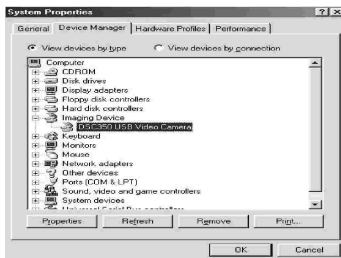 System Properties
General Device Manager Hardware Profiles Performance
View devices by type View devices by connection
Computer
CDROM
Disk drives
Display adapters
Floppy disk controllers
Hard disk controllers
Imaging Device
DSC350 USB Video Camera
Keyboard
Monitors
Mouse
Network adapters
Other devices
Ports (COM & LPT)
Sound, video and game controllers
System devices
Properties Refresh Remove Print...
OK Cancel